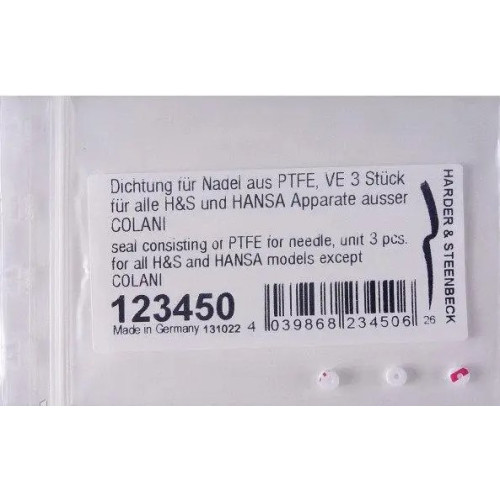 Dichtung für Nadel aus PTFE, VE 3 Stück
für alle H&S und HANSA Apparate ausser
COLANI
seal consisting of PTFE for needle, unit 3 pcs.
for all H&S and HANSA models except
COLANI
123450
Made in Germany 131022
4 039868 234506 26
HARDER & STEENBECK